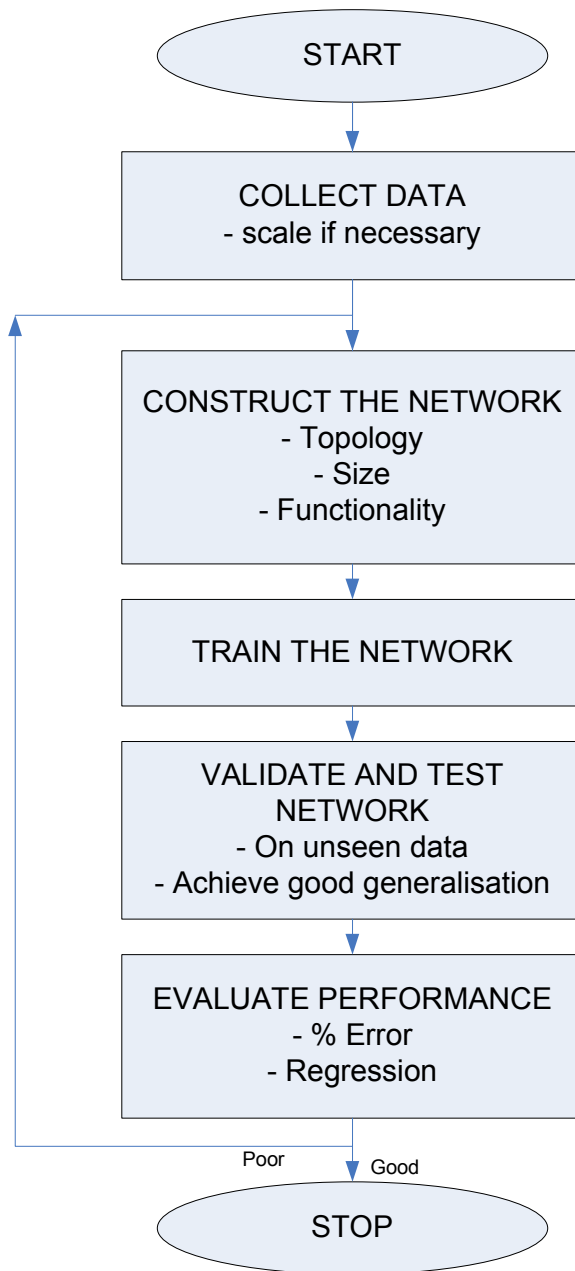 START
COLLECT DATA
- scale if necessary
CONSTRUCT THE NETWORK
- Topology
- Size
- Functionality
TRAIN THE NETWORK
VALIDATE AND TEST
NETWORK
- On unseen data
- Achieve good generalisation
EVALUATE PERFORMANCE
- % Error
- Regression
Poor
Good
STOP